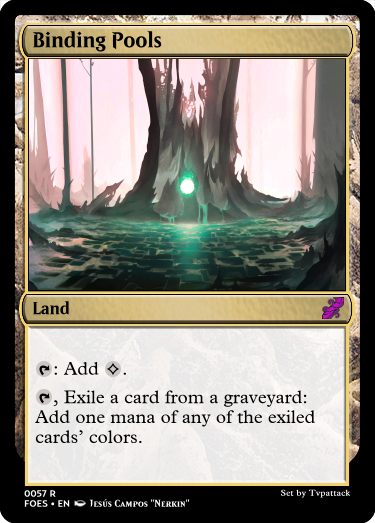 Binding Pools
Land
: Add .
, Exile a card from a graveyard:
Add one mana of any of the exiled
cards' colors.
0057 R
FOES • EN Jesús Campos "Nerkin"
Set by Tvpattack